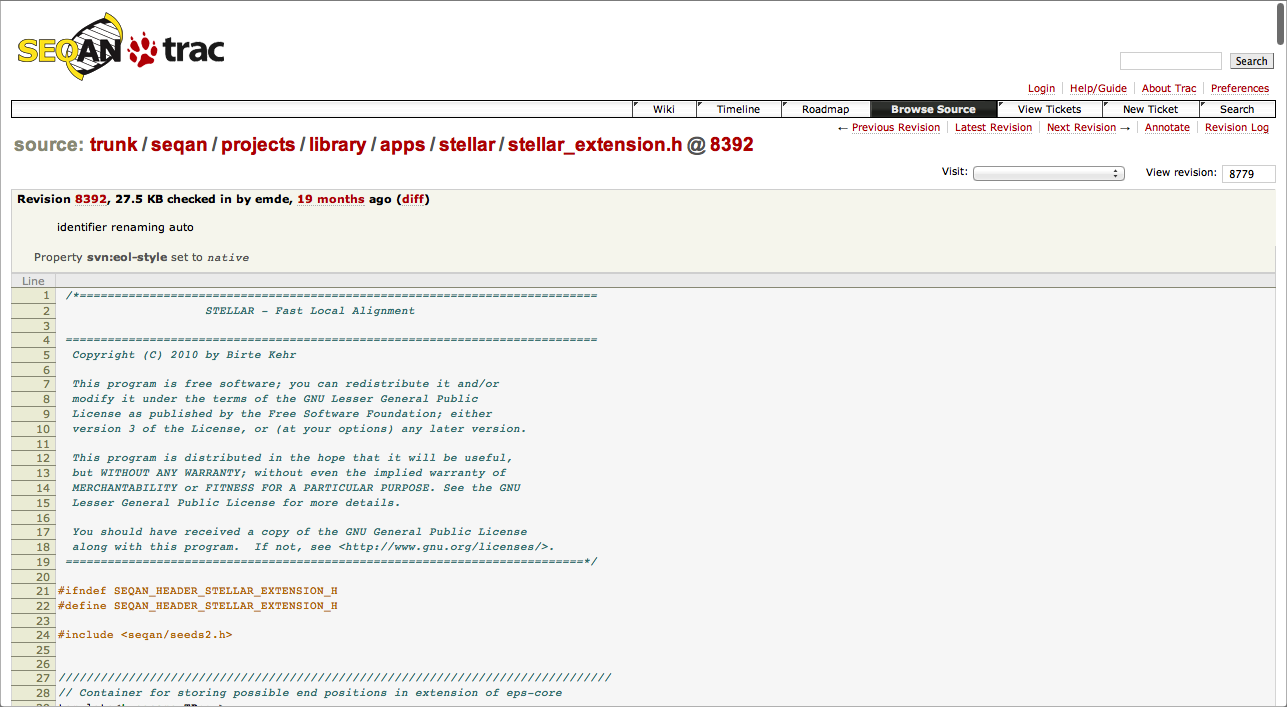 SEQAN trac
Search
Login Help/Guide About Trac Preferences
Wiki Timeline Roadmap Browse Source View Tickets New Ticket Search
← Previous Revision Latest Revision Next Revision → Annotate Revision Log
source: trunk / seqan / projects / library / apps / stellar / stellar_extension.h @ 8392
Visit: View revision: 8779
Revision 8392, 27.5 KB checked in by emde, 19 months ago (diff)
identifier renaming auto
Property svn:eol-style set to native
Line
1 /*==========================================================================
2 STELLAR - Fast Local Alignment
3
4 ============================================================================
5 Copyright (C) 2010 by Birte Kehr
6
7 This program is free software; you can redistribute it and/or
8 modify it under the terms of the GNU Lesser General Public
9 License as published by the Free Software Foundation; either
10 version 3 of the License, or (at your options) any later version.
11
12 This program is distributed in the hope that it will be useful,
13 but WITHOUT ANY WARRANTY; without even the implied warranty of
14 MERCHANTABILITY or FITNESS FOR A PARTICULAR PURPOSE. See the GNU
15 Lesser General Public License for more details.
16
17 You should have received a copy of the GNU General Public License
18 along with this program.  If not, see <http://www.gnu.org/licenses/>.
19 ==========================================================================*/
20
21 #ifndef SEQAN_HEADER_STELLAR_EXTENSION_H
22 #define SEQAN_HEADER_STELLAR_EXTENSION_H
23
24 #include <seqan/seeds2.h>
25
26
27 ///////////////////////////////////////////////////////////////////////////////
28 // Container for storing possible end positions in extension of eps-core